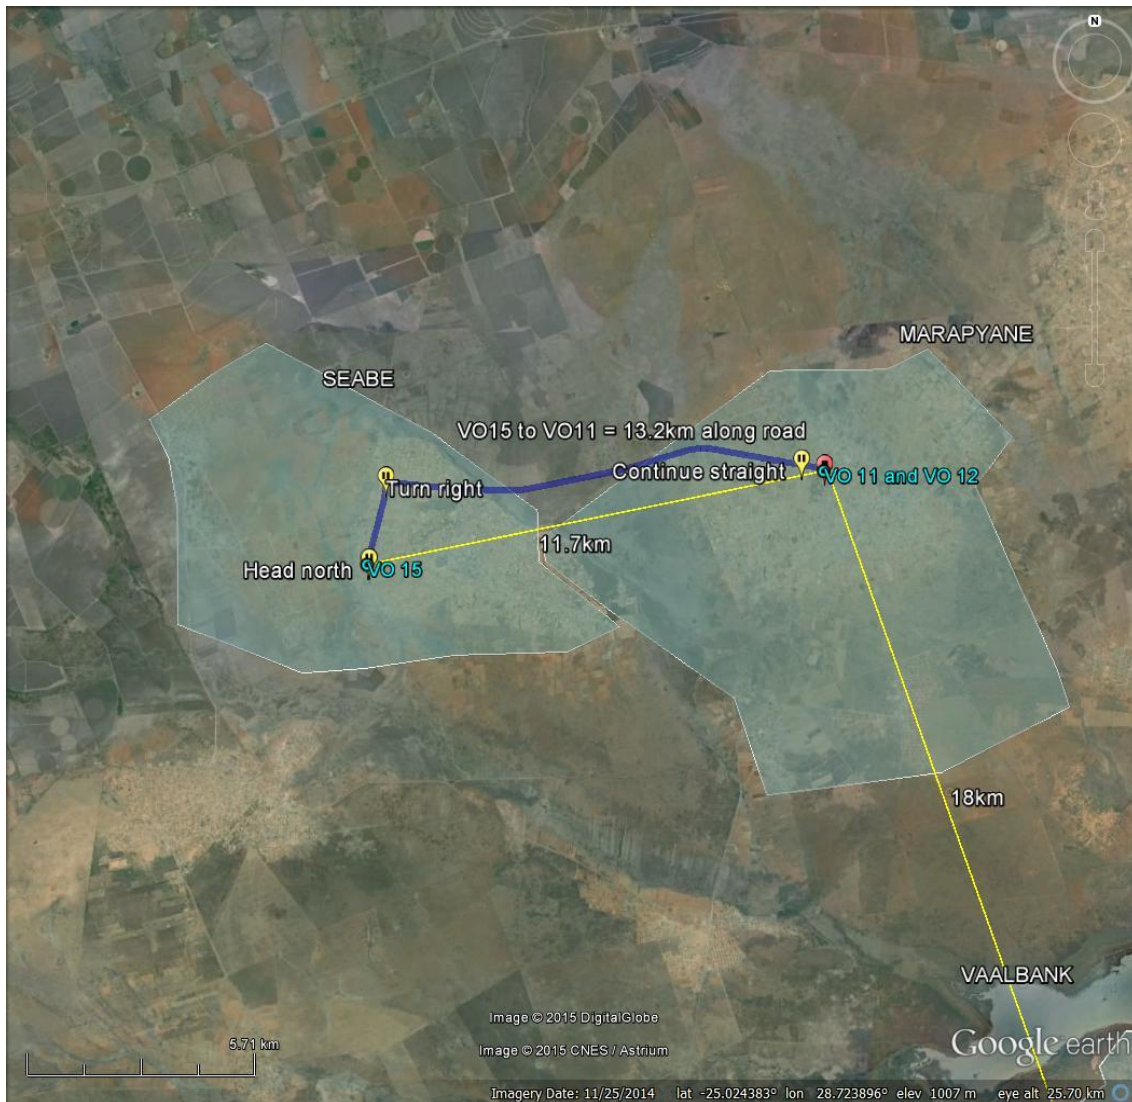 N
MARAPYANE
SEABE
VO15 to VO11 = 13.2km along road
Continue straight
VO 11 and VO 12
Turn right
11.7km
Head north
VO 15
18km
VAALBANK
Image © 2015 DigitalGlobe
Google earth
5.71 km
Image © 2015 CNES / Astrium
Imagery Date: 11/25/2014 lat -25.024383° lon 28.723896° elev 1007 m eye alt 25.70 km